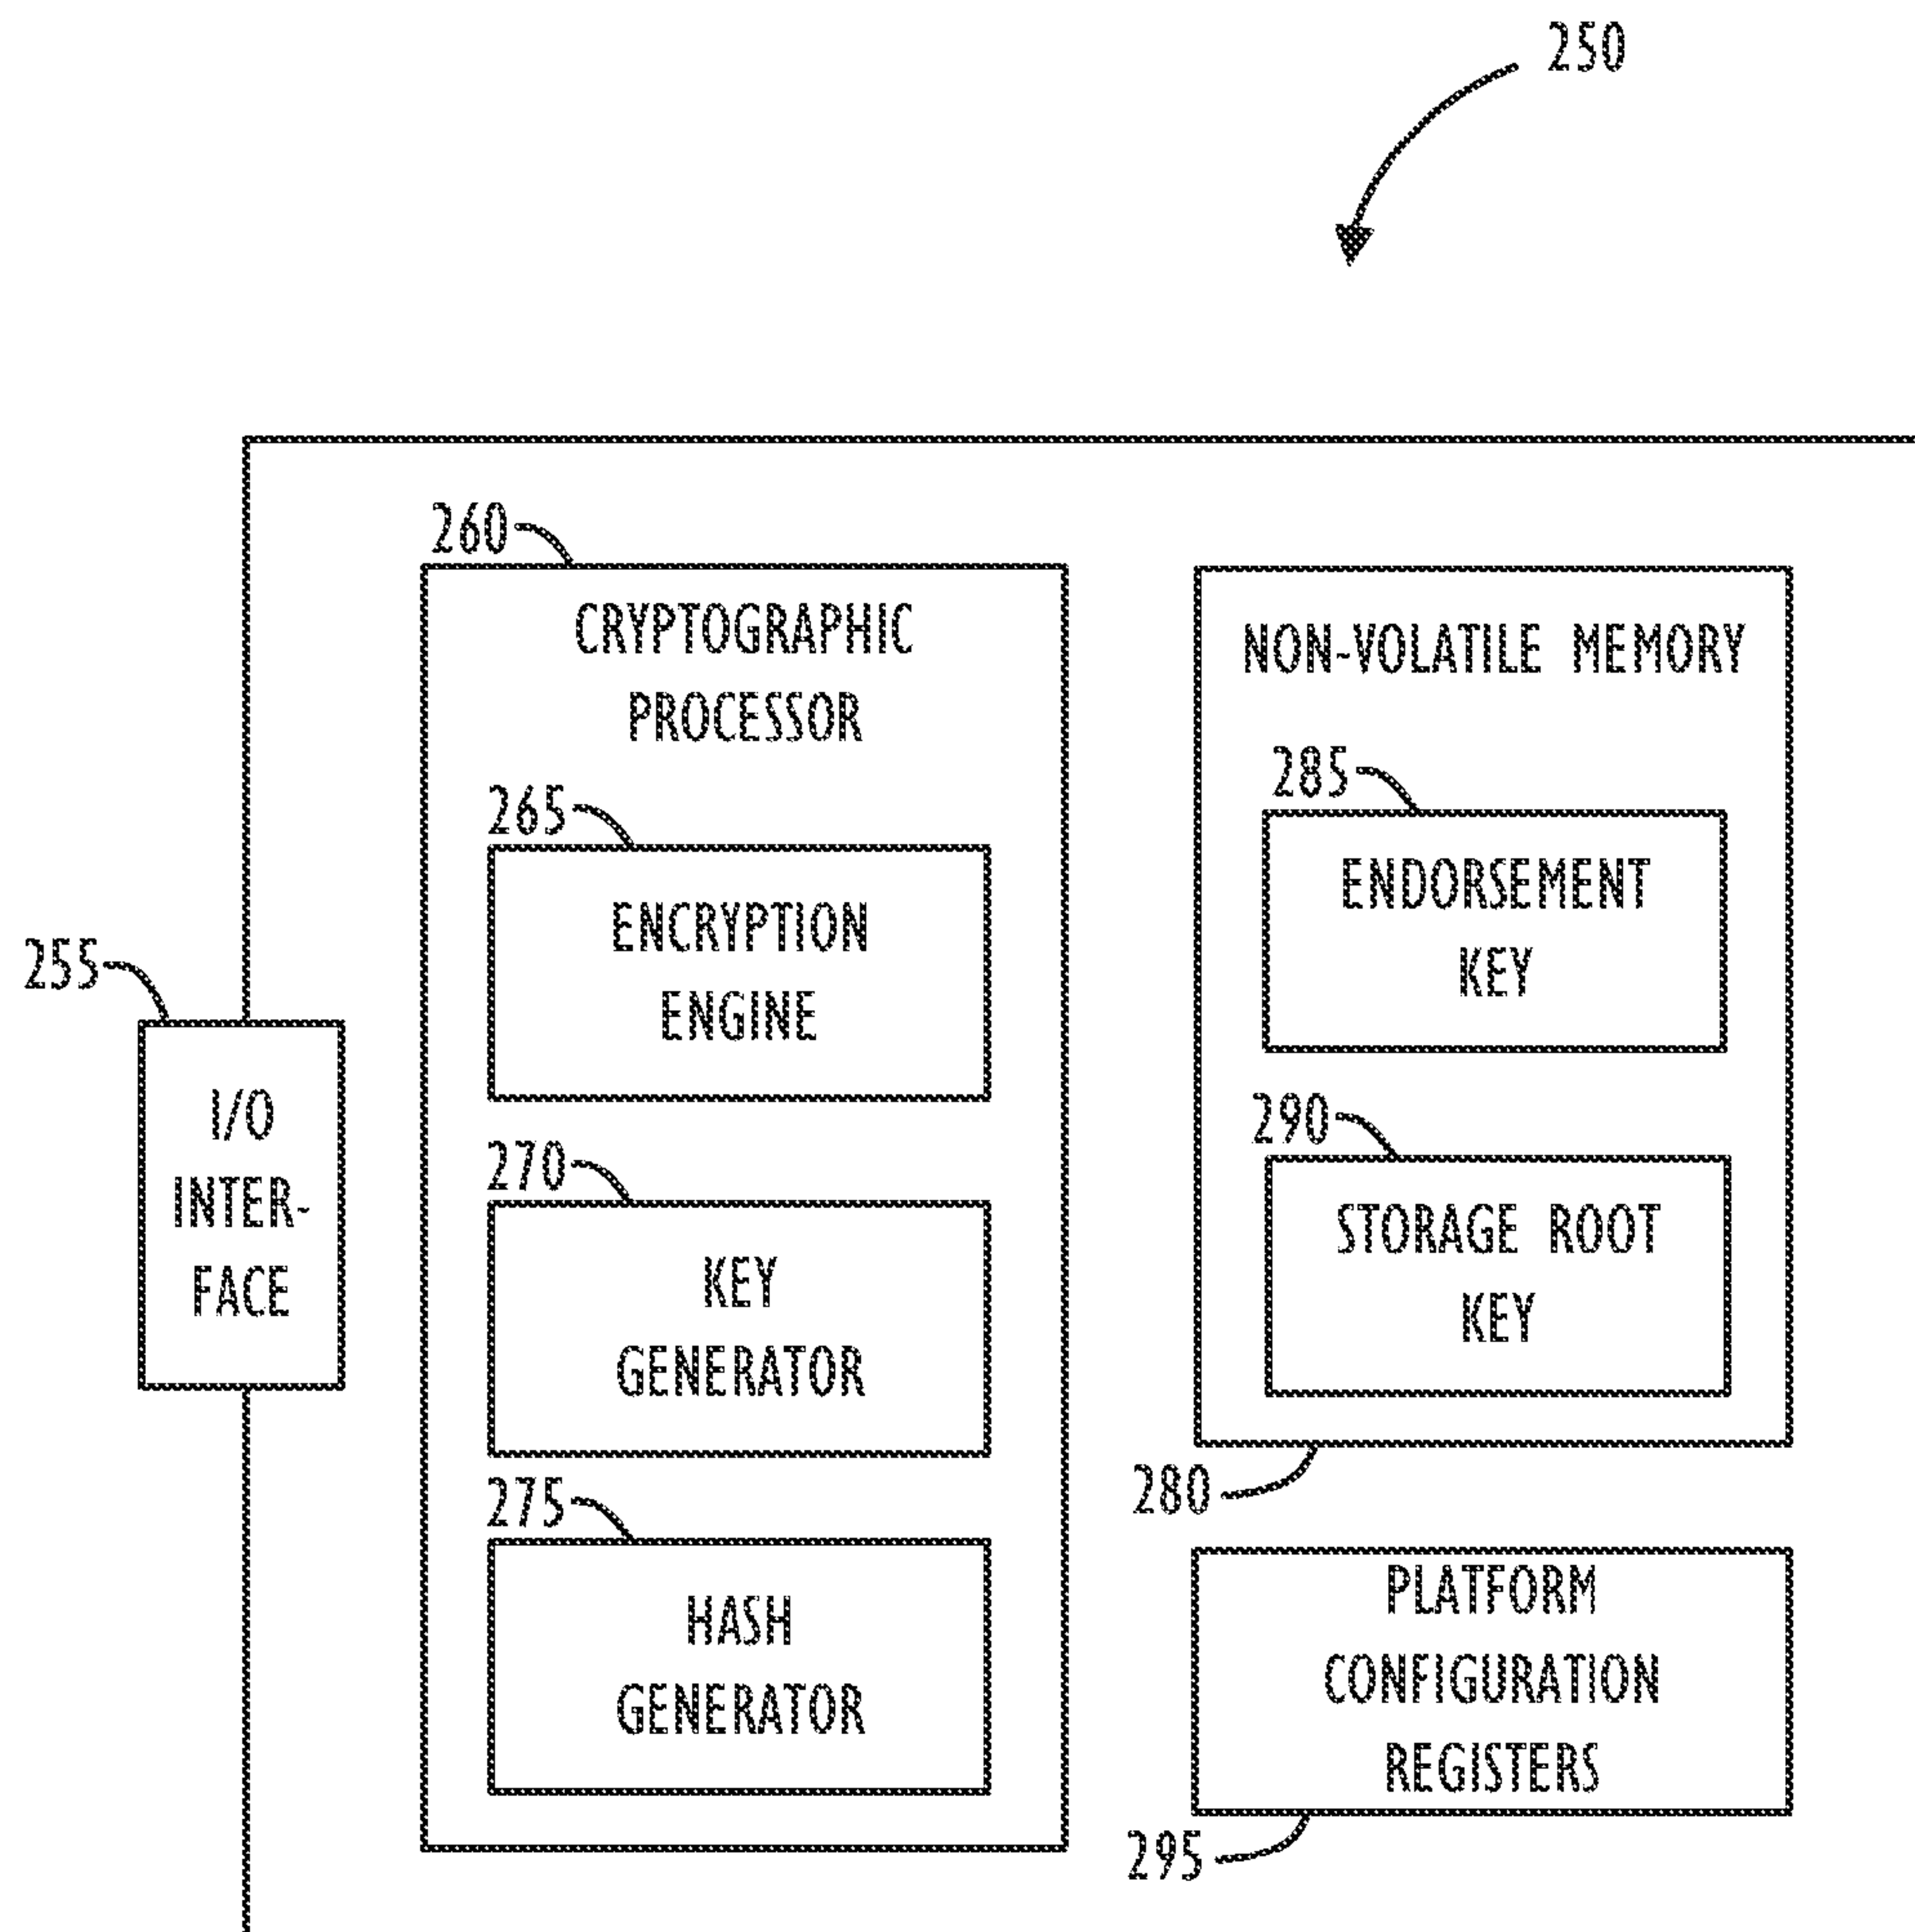 250
260
CRYPTOGRAPHIC
PROCESSOR
265
ENCRYPTION
ENGINE
270
KEY
GENERATOR
275
HASH
GENERATOR
255
I/O
INTER-
FACE
NON-VOLATILE MEMORY
285
ENDORSEMENT
KEY
290
STORAGE ROOT
KEY
280
PLATFORM
CONFIGURATION
REGISTERS
295